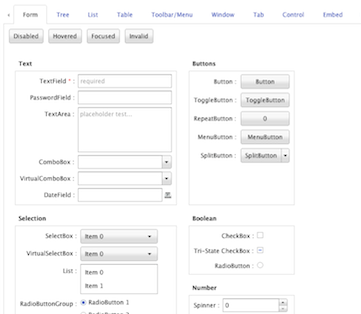 Form Tree List Table Toolbar/Menu Window Tab Control Embed
Disabled Hovered Focused Invalid
Text
TextField * : required
PasswordField :
TextArea : placeholder test...
ComboBox :
VirtualComboBox :
DateField :
Buttons
Button : Button
ToggleButton : ToggleButton
RepeatButton : 0
MenuButton : MenuButton
SplitButton : SplitButton
Selection
SelectBox : Item 0
VirtualSelectBox : Item 0
List : Item 0
Item 1
RadioButtonGroup : RadioButton 1
Boolean
CheckBox :
Tri-State CheckBox :
RadioButton :
Number
Spinner : 0